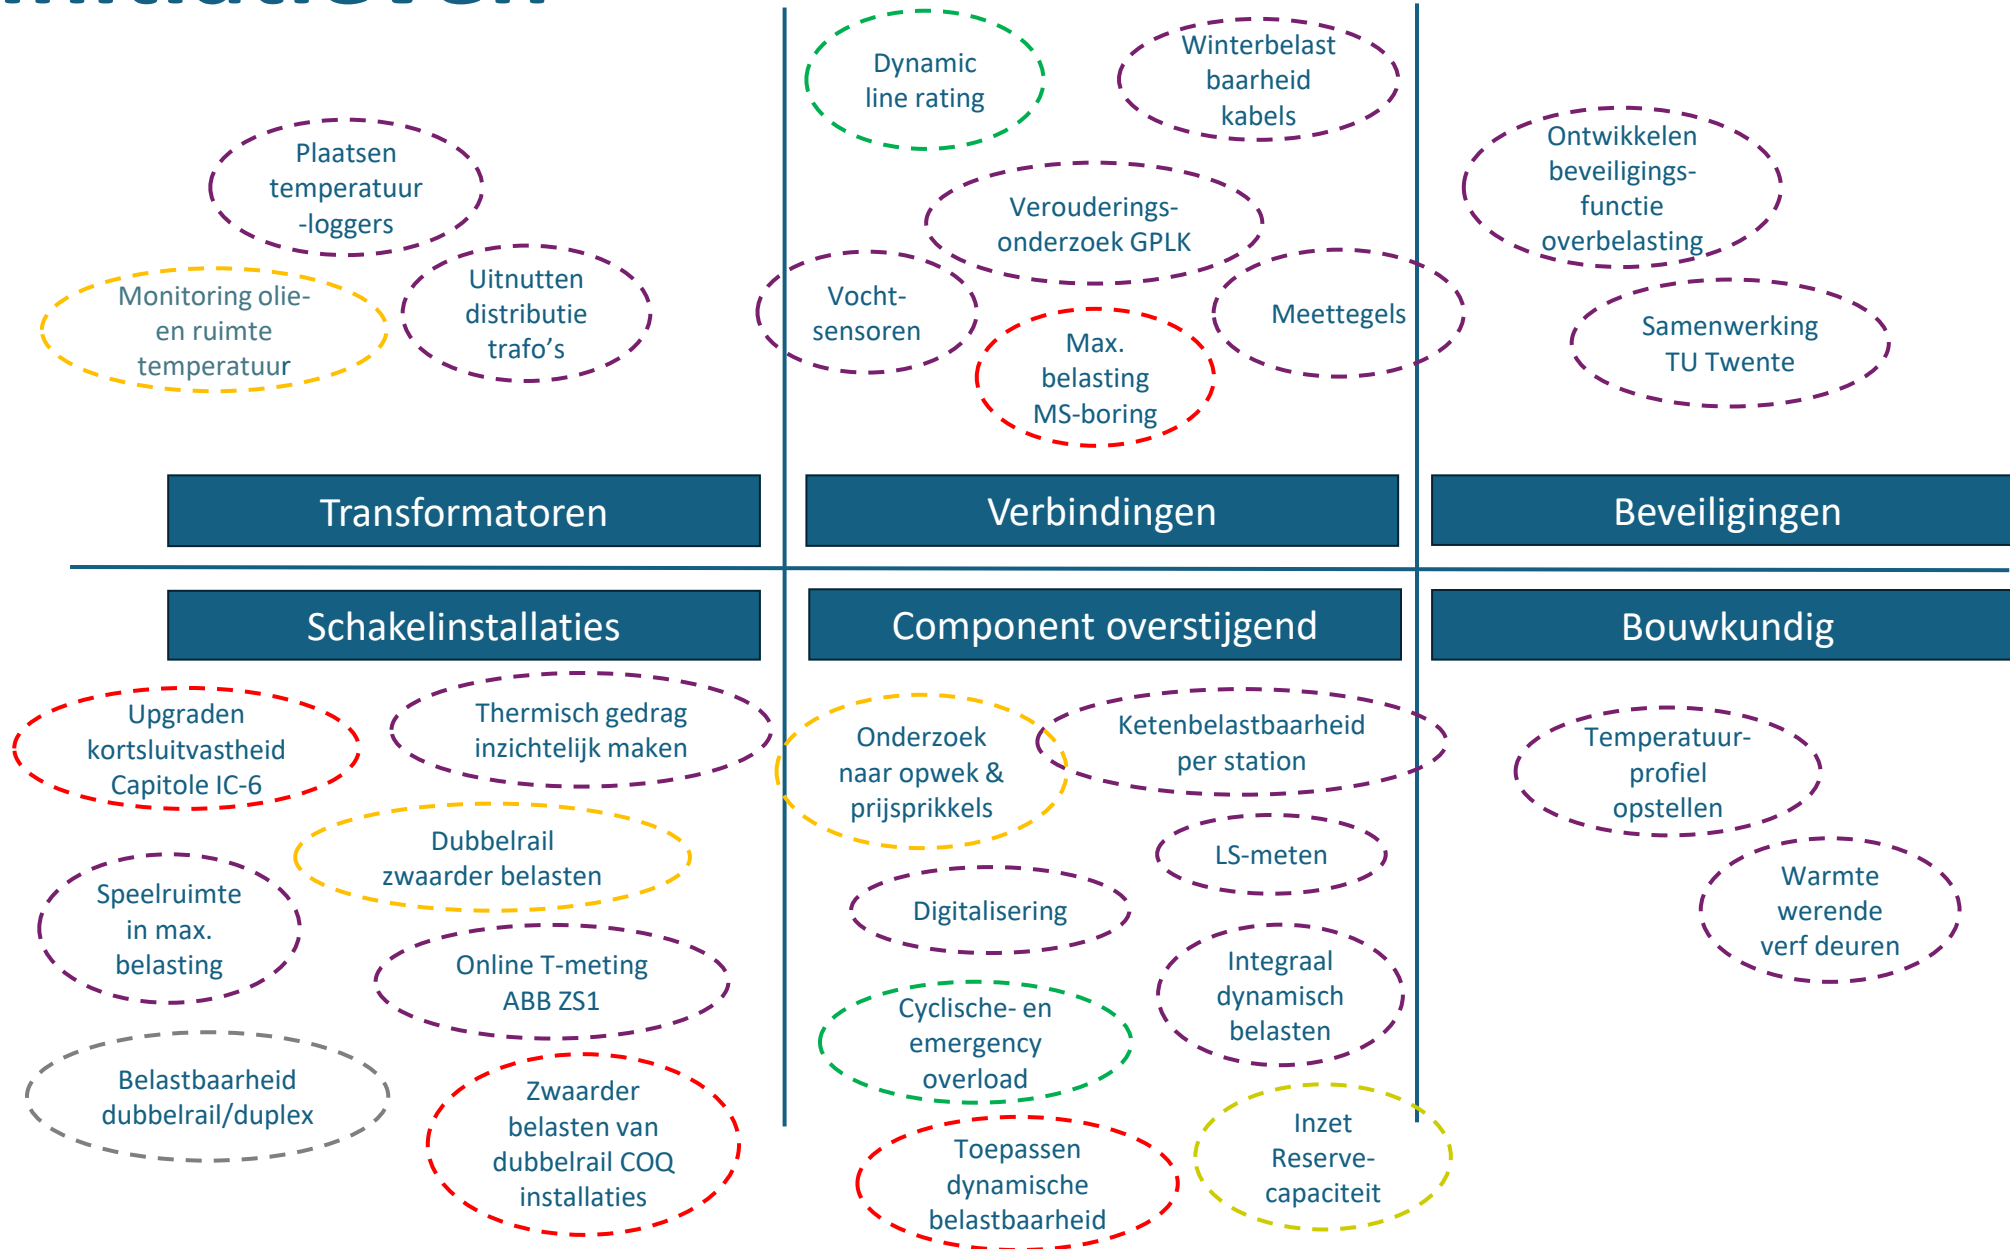 Dynamic
line rating
Winterbelast
baarheid
kabels
Plaatsen
temperatuur
-loggers
Ontwikkelen
beveiligings-
functie
overbelasting
Verouderings-
onderzoek GPLK
Monitoring olie-
en ruimte
temperatuur
Uitnutten
distributie
trafo’s
Vocht-
sensoren
Meettegels
Max.
belasting
MS-boring
Samenwerking
TU Twente
Transformatoren
Verbindingen
Beveiligingen
Schakelinstallaties
Component overstijgend
Bouwkundig
Upgraden
kortsluitvastheid
Capitole IC-6
Thermisch gedrag
inzichtelijk maken
Dubbelrail
zwaarder belasten
Speelruimte
in max.
belasting
Online T-meting
ABB ZS1
Belastbaarheid
dubbelrail/duplex
Zwaarder
belasten van
dubbelrail COQ
installaties
Onderzoek
naar opwek &
prijsprikkels
Ketenbelastbaarheid
per station
LS-meten
Digitalisering
Integraal
dynamisch
belasten
Cyclische- en
emergency
overload
Toepassen
dynamische
belastbaarheid
Inzet
Reserve-
capaciteit
Temperatuur-
profiel
opstellen
Warmte
werende
verf deuren